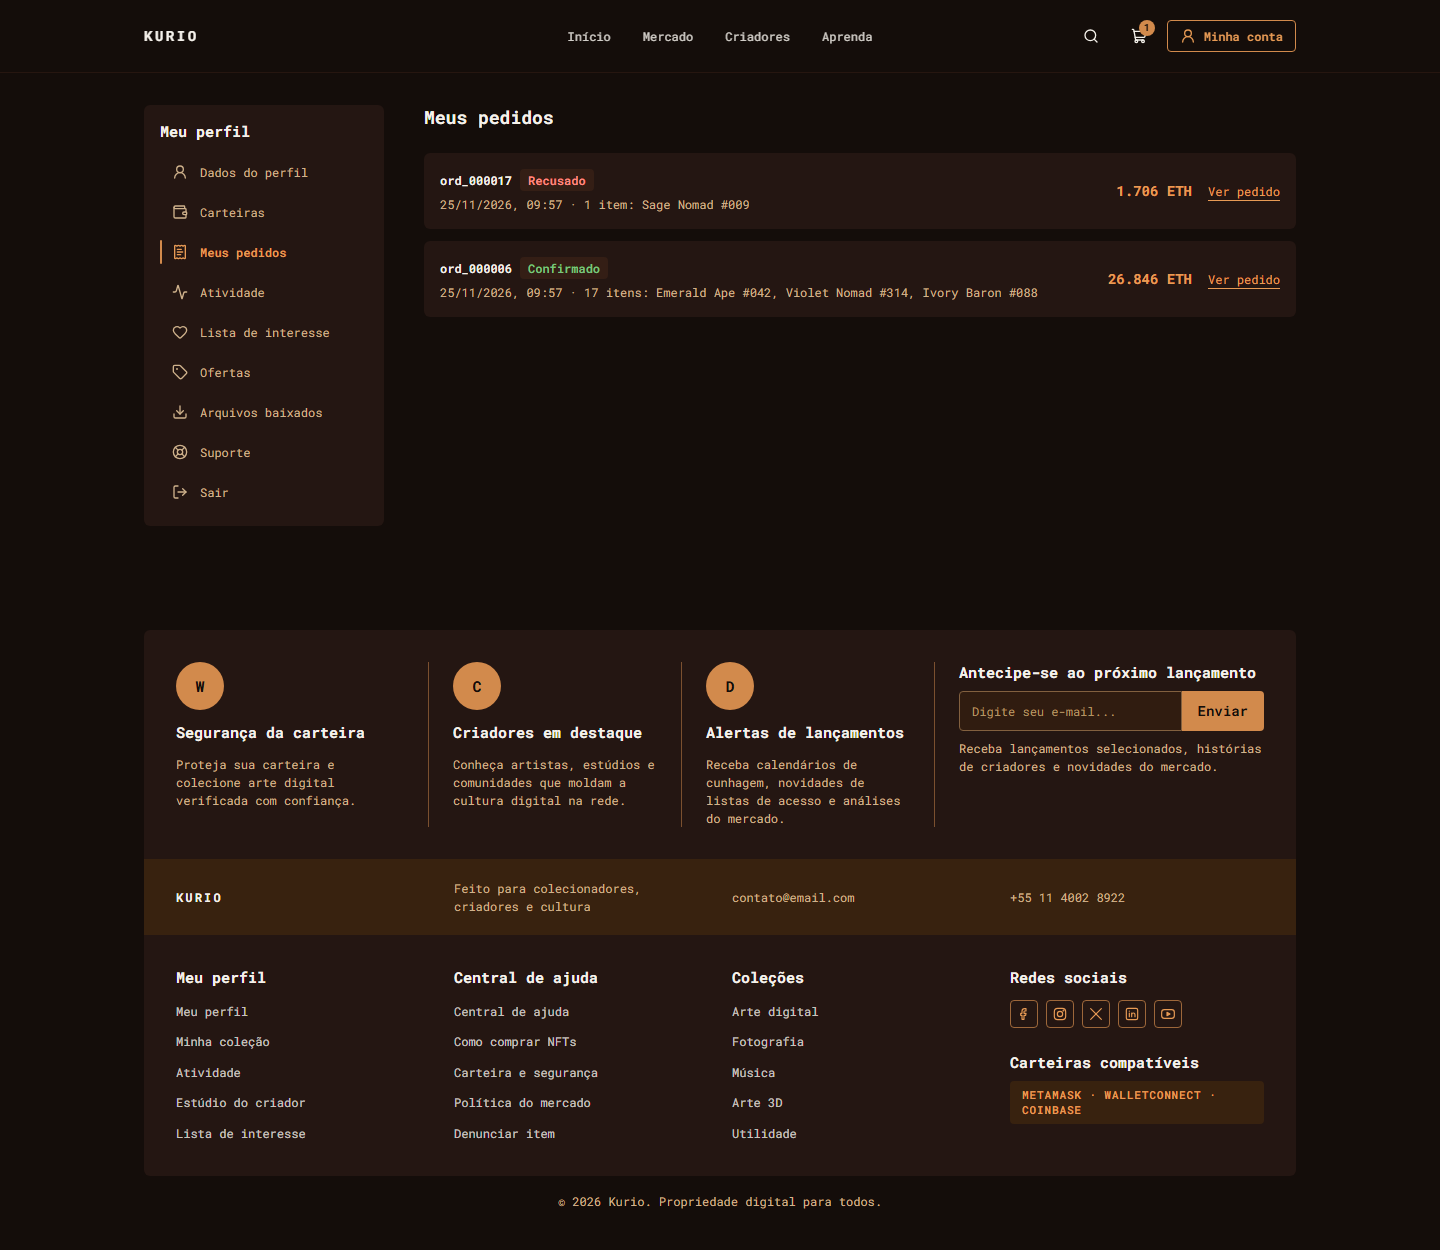 KURIO
Início
Mercado
Criadores
Aprenda
1
Minha conta
Meu perfil
Dados do perfil
Carteiras
Meus pedidos
Atividade
Lista de interesse
Ofertas
Arquivos baixados
Suporte
Sair
Meus pedidos
ord_000017 Recusado
25/11/2026, 09:57 · 1 item: Sage Nomad #009
1.706 ETH Ver pedido
ord_000006 Confirmado
25/11/2026, 09:57 · 17 itens: Emerald Ape #042, Violet Nomad #314, Ivory Baron #088
26.846 ETH Ver pedido
W
Segurança da carteira
Proteja sua carteira e
colecione arte digital
verificada com confiança.
C
Criadores em destaque
Conheça artistas, estúdios e
comunidades que moldam a
cultura digital na rede.
D
Alertas de lançamentos
Receba calendários de
cunhagem, novidades de
listas de acesso e análises
do mercado.
Antecipe-se ao próximo lançamento
Digite seu e-mail...
Enviar
Receba lançamentos selecionados, histórias
de criadores e novidades do mercado.
KURIO
Feito para colecionadores,
criadores e cultura
contato@email.com
+55 11 4002 8922
Meu perfil
Meu perfil
Minha coleção
Atividade
Estúdio do criador
Lista de interesse
Central de ajuda
Central de ajuda
Como comprar NFTs
Carteira e segurança
Política do mercado
Denunciar item
Coleções
Arte digital
Fotografia
Música
Arte 3D
Utilidade
Redes sociais
Carteiras compatíveis
METAMASK · WALLETCONNECT ·
COINBASE
© 2026 Kurio. Propriedade digital para todos.